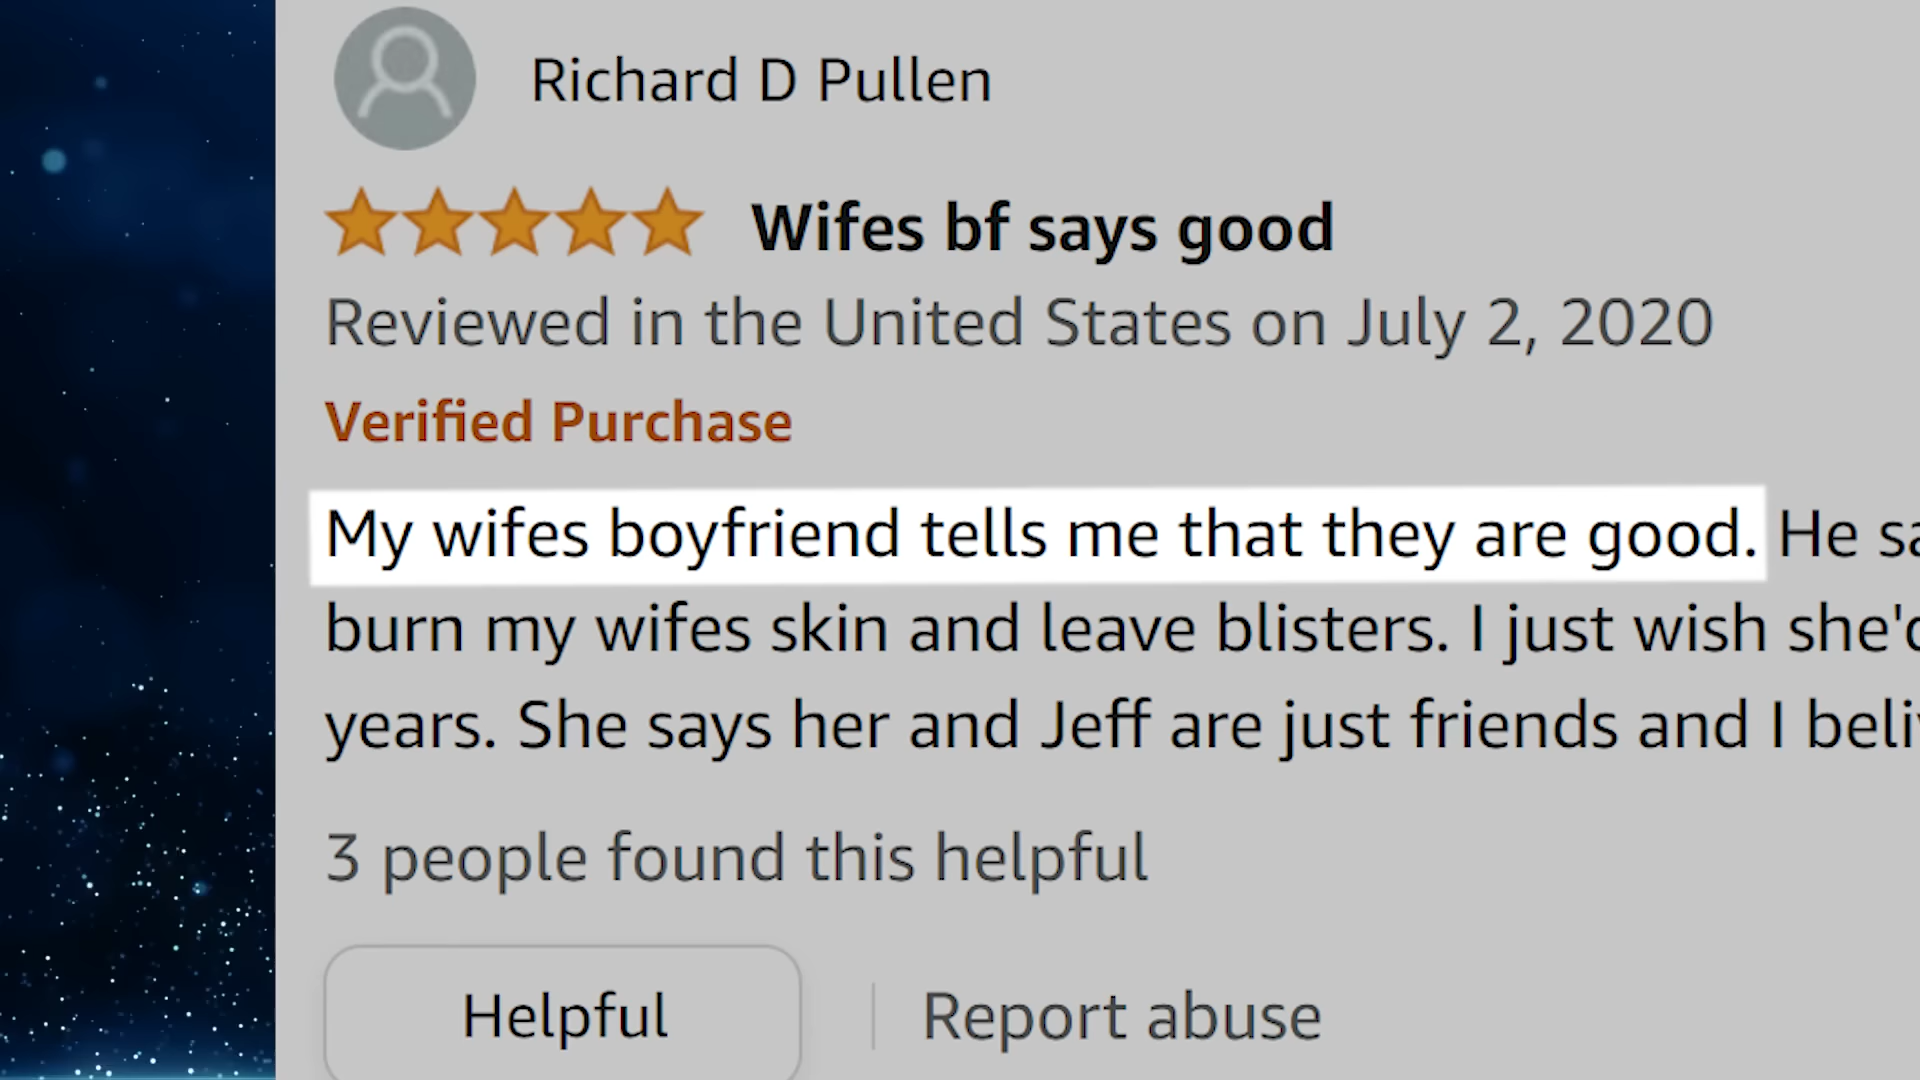 Richard D Pullen
Wifes bf says good
Reviewed in the United States on July 2, 2020
Verified Purchase
My wifes boyfriend tells me that they are good. He
burn my wifes skin and leave blisters. I just wish
years. She says her and Jeff are just friends and I
3 people found this helpful
Helpful
Report abuse